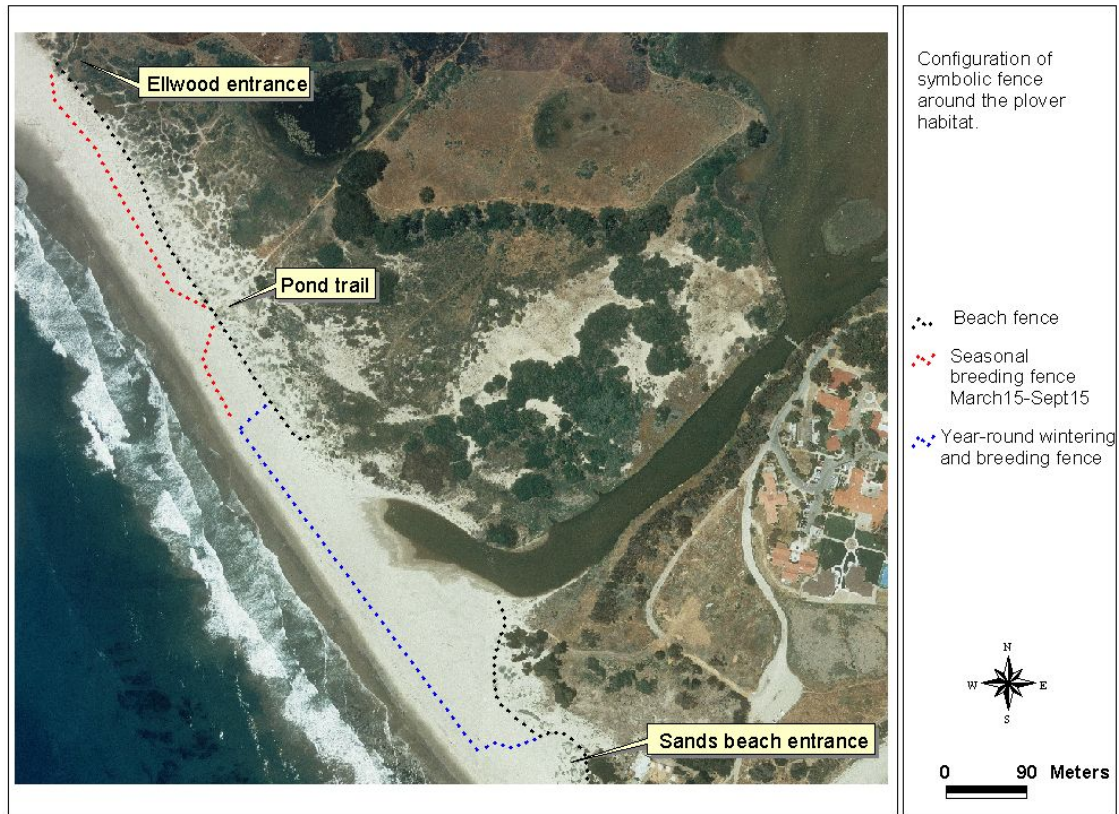 Ellwood entrance
Pond trail
Sands beach entrance
Configuration of
symbolic fence
around the plover
habitat.
Beach fence
Seasonal
breeding fence
March15-Sept15
Year-round wintering
and breeding fence
N
W E
S
0 90 Meters